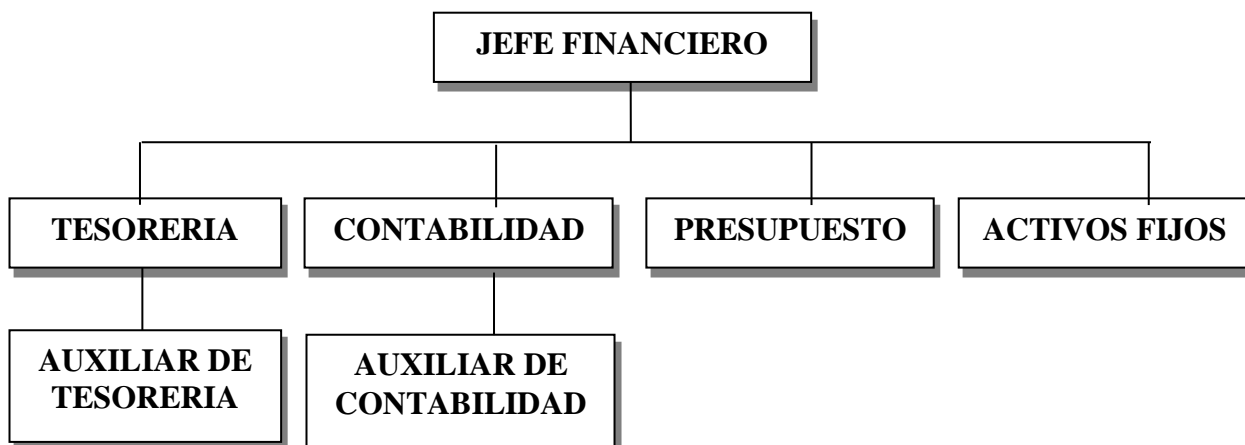 JEFE FINANCIERO
TESORERIA
CONTABILIDAD
PRESUPUESTO
ACTIVOS FIJOS
AUXILIAR DE
TESORERIA
AUXILIAR DE
CONTABILIDAD